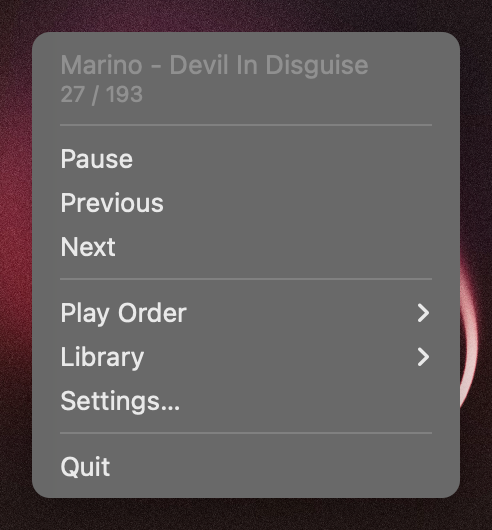 Marino - Devil In Disguise
27 / 193
Pause
Previous
Next
Play Order
Library
Settings...
Quit